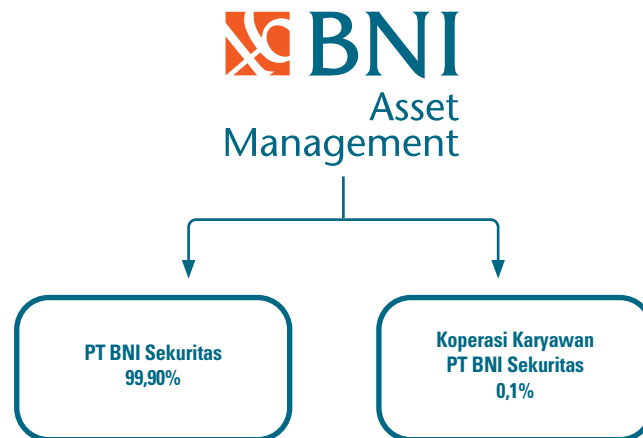 BNI
Asset
Management
PT BNI Sekuritas
99,90%
Koperasi Karyawan
PT BNI Sekuritas
0,1%